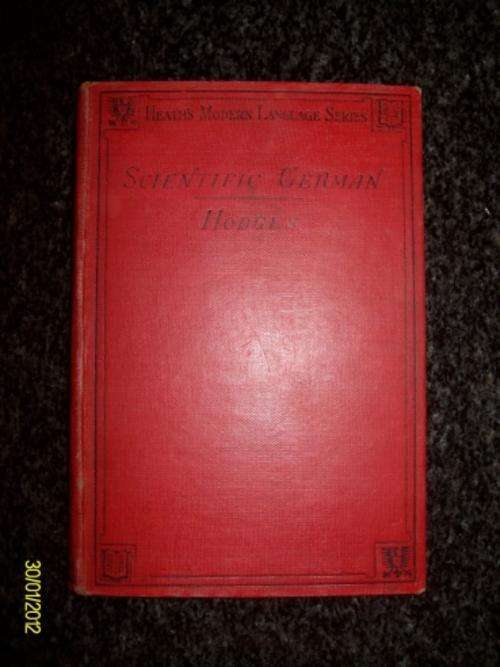 HEATH'S MODERN LANGUAGE SERIES
SCIENTIFIC GERMAN
HODGES
30/01/2012